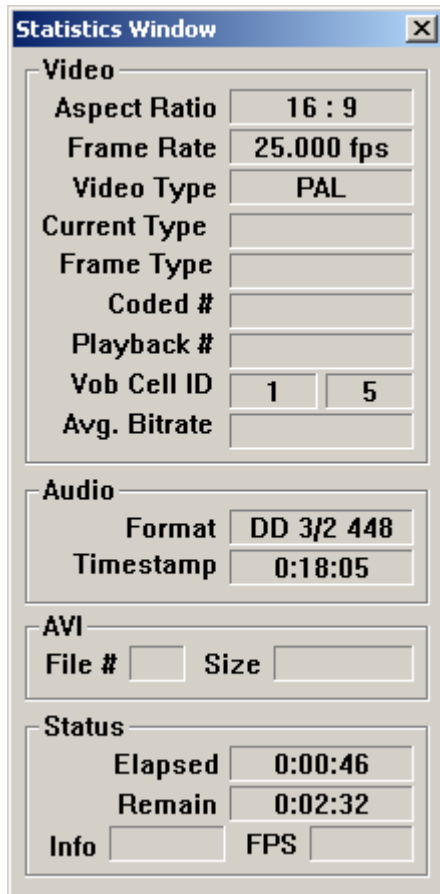 Statistics Window
Video
Aspect Ratio 16 : 9
Frame Rate 25.000 fps
Video Type PAL
Current Type
Frame Type
Coded #
Playback #
Vob Cell ID 1 5
Avg. Bitrate
Audio
Format DD 3/2 448
Timestamp 0:18:05
AVI
File # Size
Status
Elapsed 0:00:46
Remain 0:02:32
Info FPS